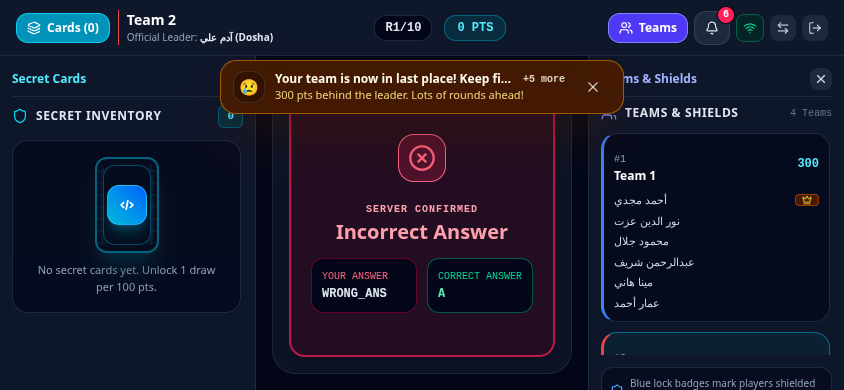 Cards (0)
Team 2
Official Leader: آدم علي (Dosha)
R1/10
0 PTS
Teams
6
Secret Cards
SECRET INVENTORY
0
No secret cards yet. Unlock 1 draw
per 100 pts.
Your team is now in last place! Keep fi...
+5 more
300 pts behind the leader. Lots of rounds ahead!
SERVER CONFIRMED
Incorrect Answer
YOUR ANSWER
WRONG_ANS
CORRECT ANSWER
A
ms & Shields
TEAMS & SHIELDS
4 Teams
#1
Team 1
300
أحمد مجدي
نور الدين عزت
محمود جلال
عبدالرحمن شريف
مينا هاني
عمار أحمد
Blue lock badges mark players shielded